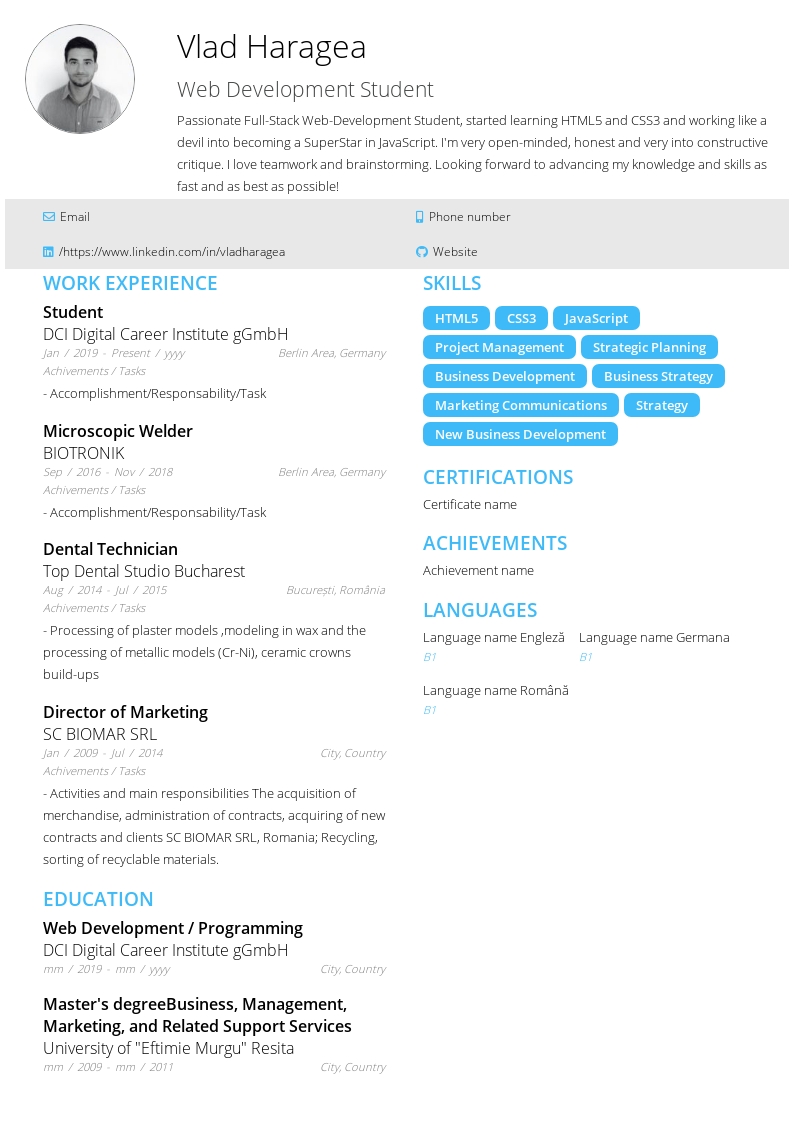 Vlad Haragea
Web Development Student
Passionate Full-Stack Web-Development Student, started learning HTML5 and CSS3 and working like a
devil into becoming a SuperStar in JavaScript. I'm very open-minded, honest and very into constructive
critique. I love teamwork and brainstorming. Looking forward to advancing my knowledge and skills as
fast and as best as possible!
Email
Phone number
/https://www.linkedin.com/in/vladharagea
Website
WORK EXPERIENCE
Student
DCI Digital Career Institute gGmbH
Jan / 2019 - Present / yyyy
Berlin Area, Germany
Achivements / Tasks
- Accomplishment/Responsability/Task
Microscopic Welder
BIOTRONIK
Sep / 2016 - Nov / 2018
Berlin Area, Germany
Achivements / Tasks
- Accomplishment/Responsability/Task
Dental Technician
Top Dental Studio Bucharest
Aug / 2014 - Jul / 2015
București, România
Achivements / Tasks
- Processing of plaster models ,modeling in wax and the
processing of metallic models (Cr-Ni), ceramic crowns
build-ups
Director of Marketing
SC BIOMAR SRL
Jan / 2009 - Jul / 2014
City, Country
Achivements / Tasks
- Activities and main responsibilities The acquisition of
merchandise, administration of contracts, acquiring of new
contracts and clients SC BIOMAR SRL, Romania; Recycling,
sorting of recyclable materials.
EDUCATION
Web Development / Programming
DCI Digital Career Institute gGmbH
mm / 2019 - mm / yyyy
City, Country
Master's degreeBusiness, Management,
Marketing, and Related Support Services
University of "Eftimie Murgu" Resita
mm / 2009 - mm / 2011
City, Country
SKILLS
HTML5
CSS3
JavaScript
Project Management
Strategic Planning
Business Development
Business Strategy
Marketing Communications
Strategy
New Business Development
CERTIFICATIONS
Certificate name
ACHIEVEMENTS
Achievement name
LANGUAGES
Language name Engleză
Language name Germana
B1
B1
Language name Română
B1